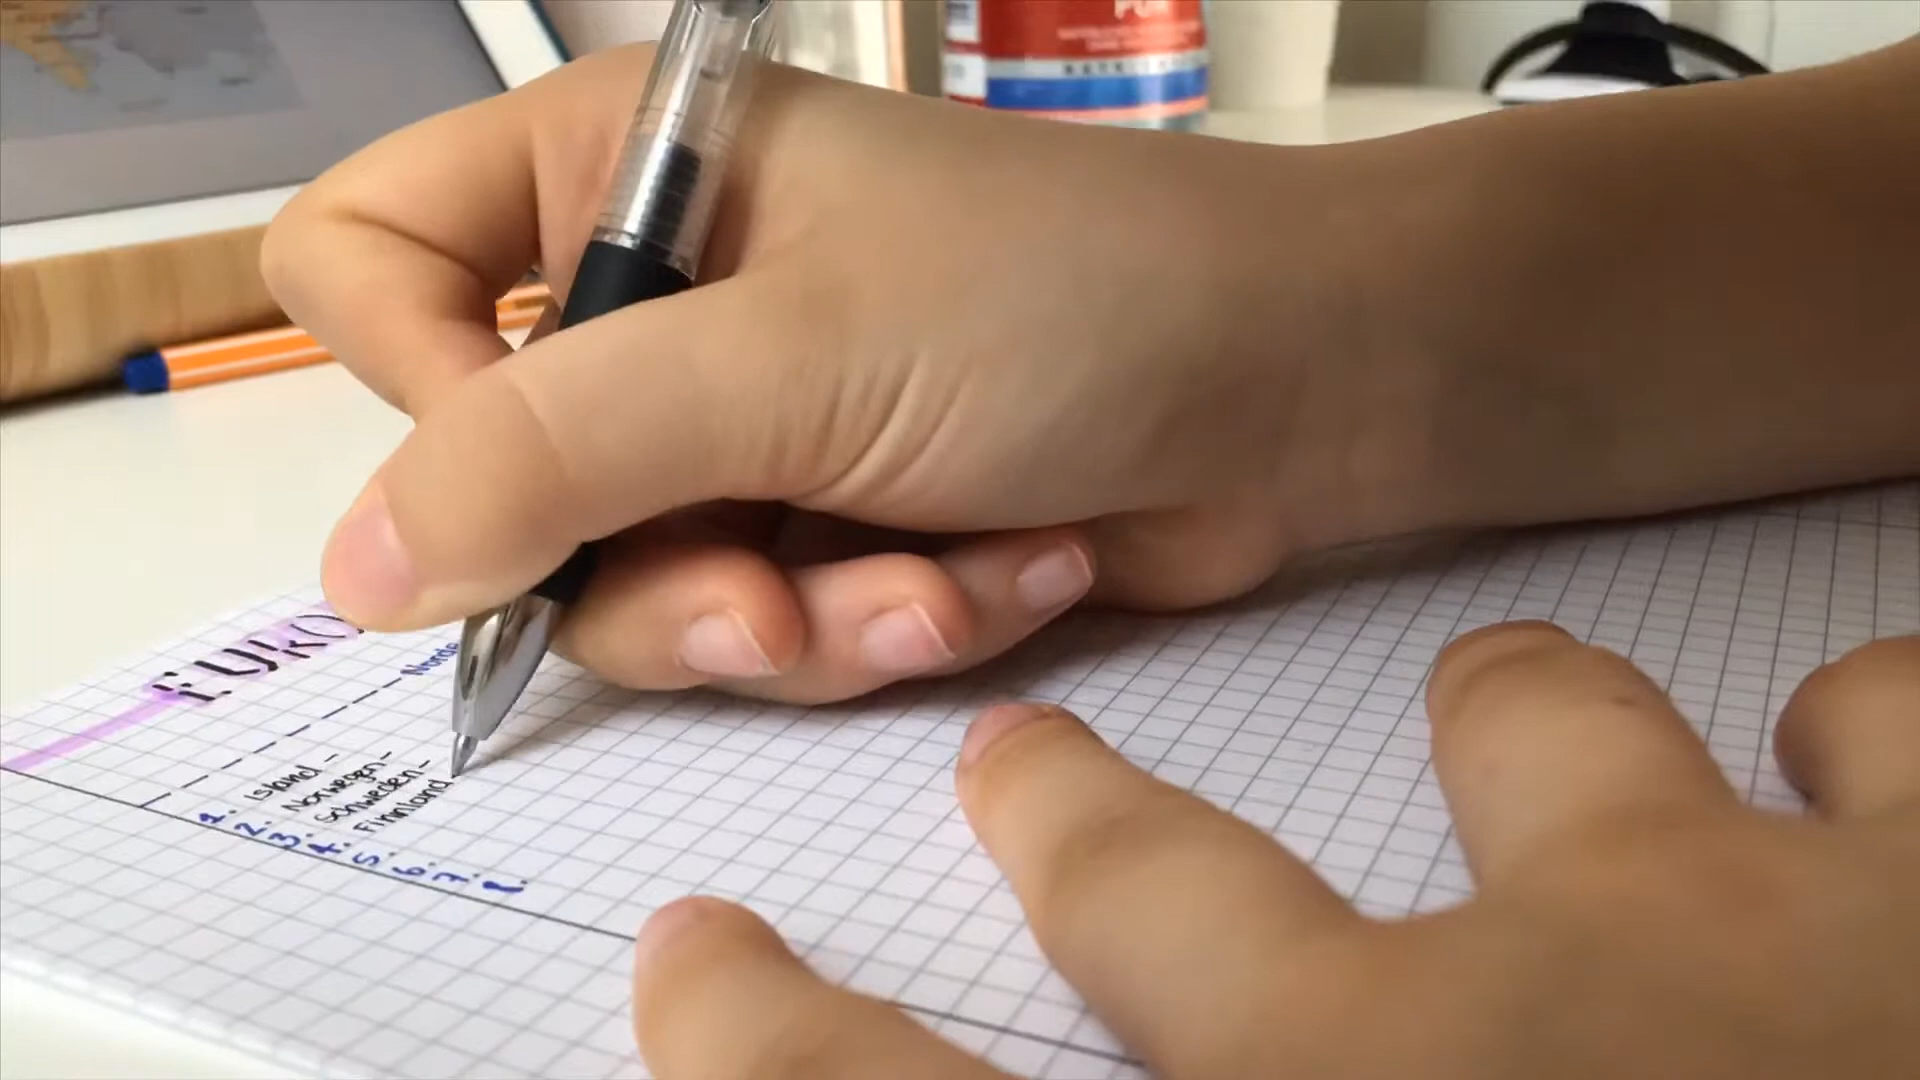 EURO
Norde
1. Island -
2. Norwegen -
3. Schweden -
4. Finnland
5.
6.
7.
8.